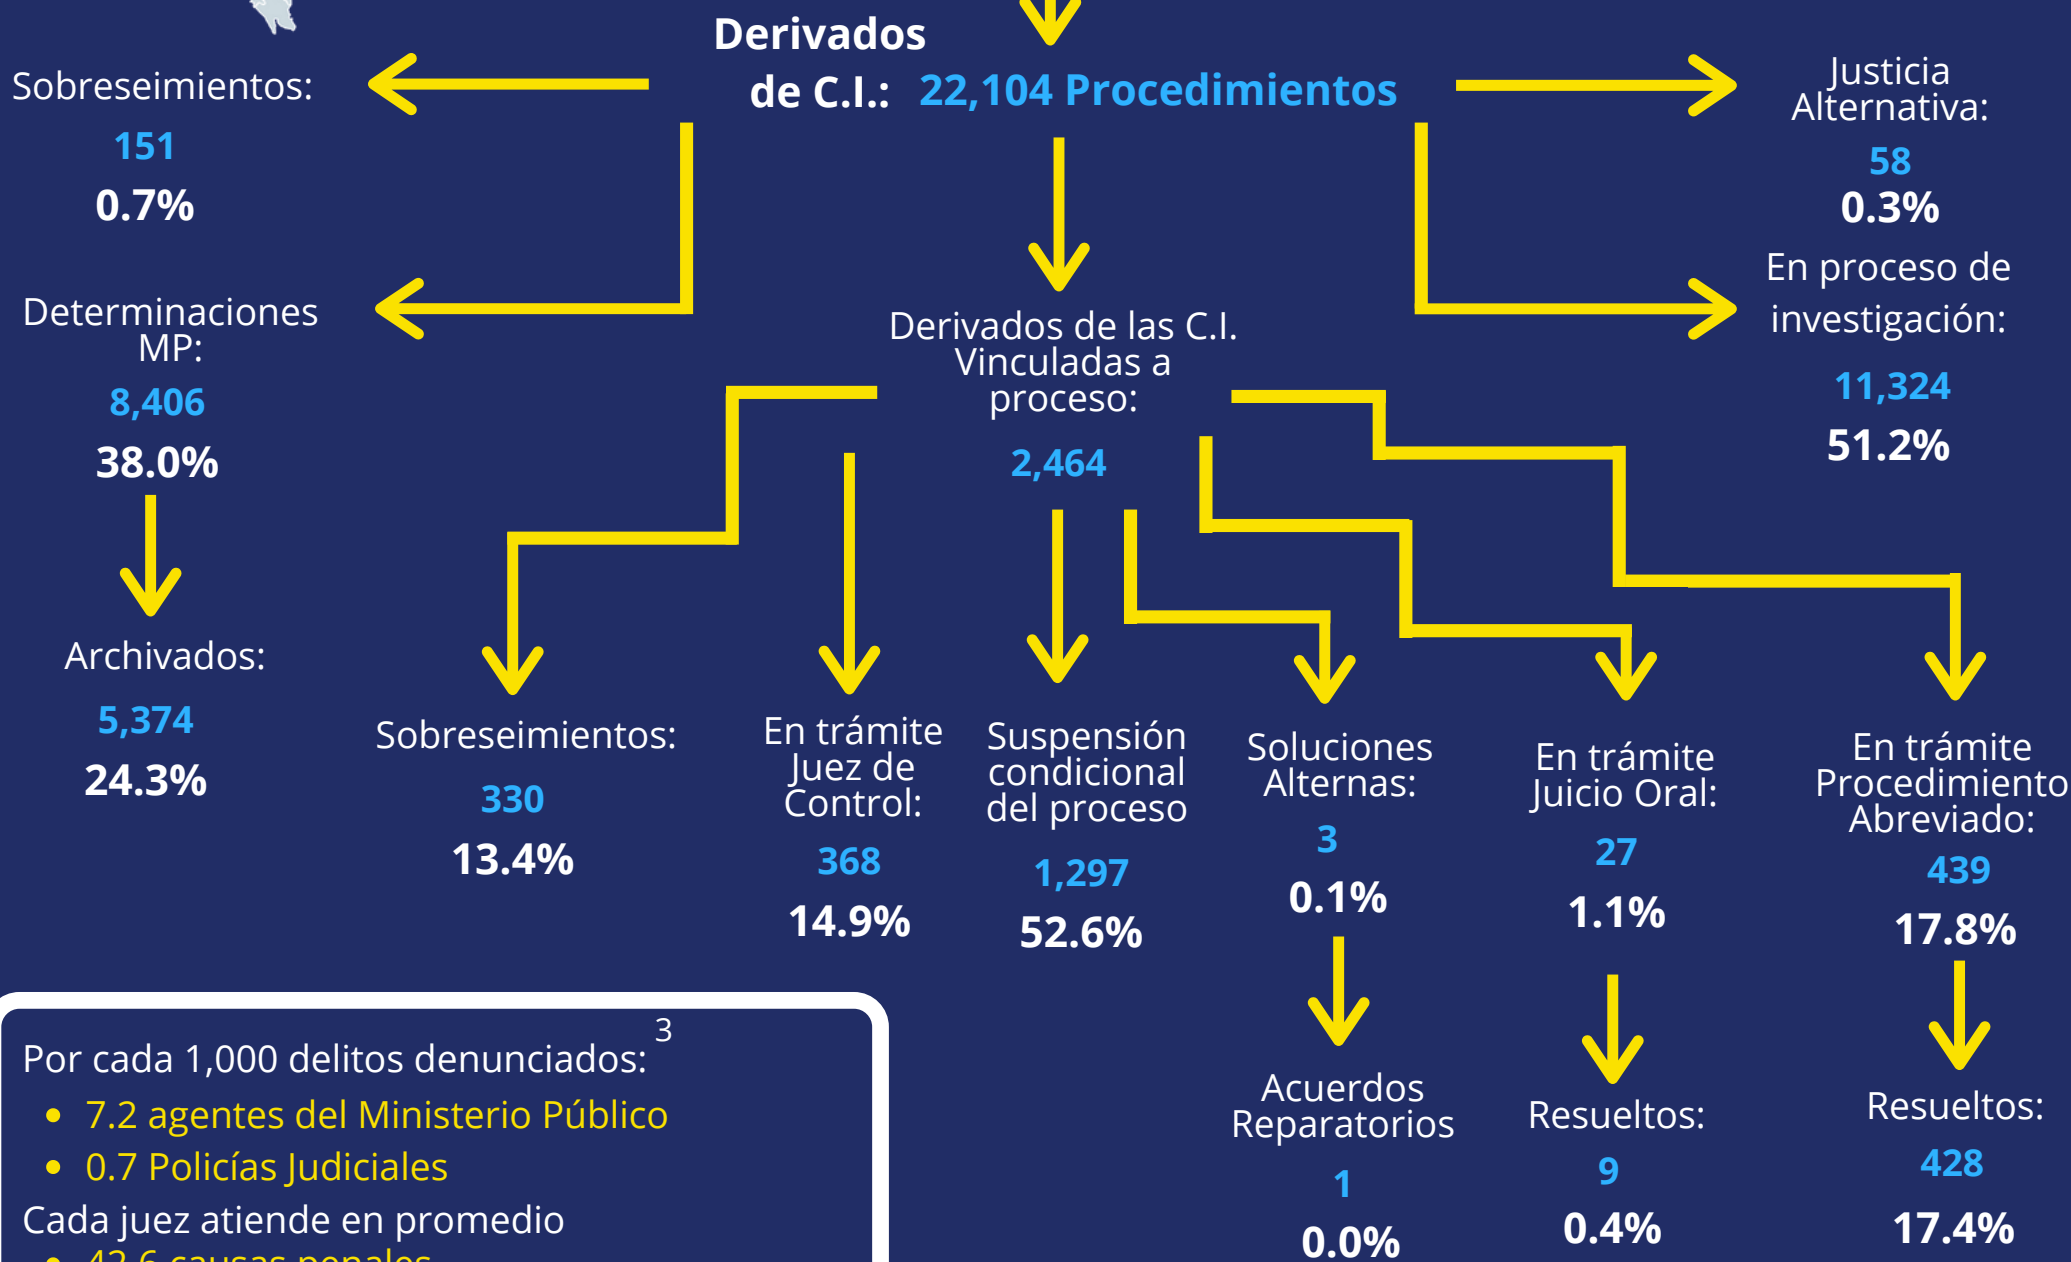 Derivados
de C.I.: 22,104 Procedimientos
Sobreseimientos:
151
0.7%
Justicia
Alternativa:
58
0.3%
Determinaciones
MP:
8,406
38.0%
En proceso de
investigación:
11,324
51.2%
Derivados de las C.I.
Vinculadas a
proceso:
2,464
Archivados:
5,374
24.3%
Sobreseimientos:
330
13.4%
En trámite
Juez de
Control:
368
14.9%
Suspensión
condicional
del proceso
1,297
52.6%
Soluciones
Alternas:
3
0.1%
En trámite
Juicio Oral:
27
1.1%
En trámite
Procedimiento
Abreviado:
439
17.8%
Acuerdos
Reparatorios
1
0.0%
Resueltos:
9
0.4%
Resueltos:
428
17.4%
Por cada 1,000 delitos denunciados: 3
• 7.2 agentes del Ministerio Público
• 0.7 Policías Judiciales
Cada juez atiende en promedio
• 42.6 causas penales